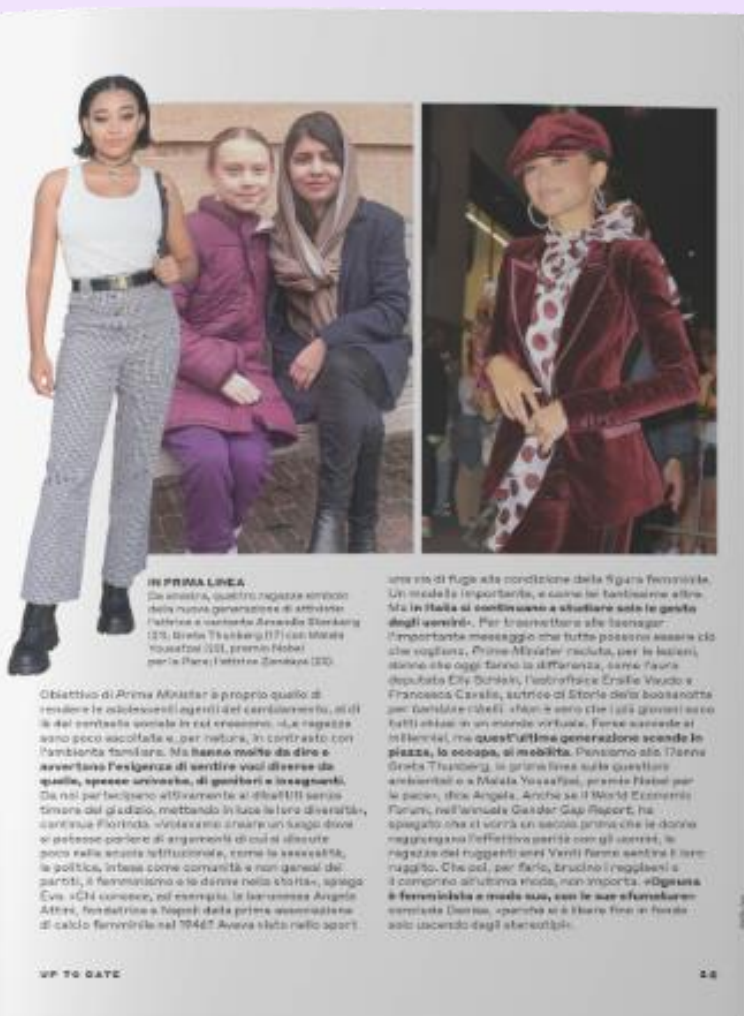 IN PRIMA LINEA
Da sinistra, quattro ragazze simbolo
della nuova generazione di attiviste:
l'attrice e cantante Amandla Stenberg
(21); Greta Thunberg (17) con Malala
Yousafzai (22), premio Nobel
per la Pace; l'attrice Zendaya (23).
Obiettivo di Prime Minister è proprio quello di
rendere le adolescenti agenti del cambiamento, al di
là del contesto sociale in cui crescono. «Le ragazze
sono poco ascoltate e, per natura, in contrasto con
l'ambiente familiare. Ma hanno molto da dire e
avvertono l'esigenza di sentire voci diverse da
quelle, spesso univoche, di genitori e insegnanti.
Da noi partecipano attivamente ai dibattiti senza
timore del giudizio, mettendo in luce le loro diversità»,
continua Florinda. «Volevamo creare un luogo dove
si potesse parlare di argomenti di cui si discute
poco nella scuola istituzionale, come la sessualità,
la politica, intesa come comunità e non genesi dei
partiti, il femminismo e le donne nella storia», spiega
Eva. «Chi conosce, ad esempio, la baronessa Angela
Altini, fondatrice a Napoli della prima associazione
di calcio femminile nel 1946? Aveva visto nello sport
una via di fuga alla condizione della figura femminile.
Un modello importante, e come lei tantissime altre.
Ma in Italia si continuano a studiare solo le gesta
degli uomini». Per trasmettere alle teenager
l'importante messaggio che tutte possono essere ciò
che vogliono, Prime Minister recluta, per le lezioni,
donne che oggi fanno la differenza, come l'euro
deputata Elly Schlein, l'astrofisica Ersilia Vaudo e
Francesca Cavallo, autrice di Storie della buonanotte
per bambine ribelli. «Non è vero che i più giovani sono
tutti chiusi in un mondo virtuale. Forse succede ai
millennial, ma quest'ultima generazione scende in
piazza, la occupa, si mobilita. Pensiamo alla 17enne
Greta Thunberg, in prima linea sulle questioni
ambientali o a Malala Yousafzai, premio Nobel per
la pace», dice Angela. Anche se il World Economic
Forum, nell'annuale Gender Gap Report, ha
spiegato che ci vorrà un secolo prima che le donne
raggiungano l'effettiva parità con gli uomini, le
ragazze dei ruggenti anni Venti fanno sentire il loro
ruggito. Che poi, per farlo, brucino i reggiseni o
il comprino all'ultima moda, non importa. «Ognuna
è femminista a modo suo, con le sue sfumature»
conclude Denise, «perché si è libere fino in fondo
solo uscendo dagli stereotipi».
UP TO DATE